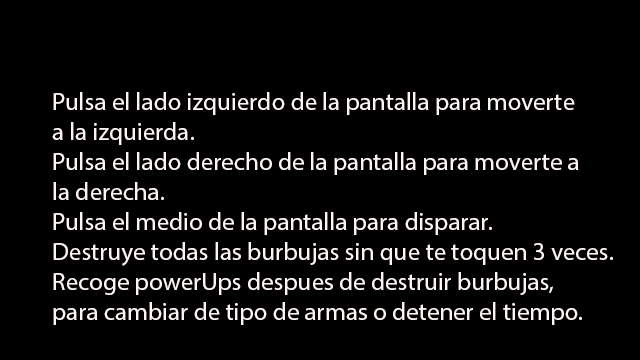 Pulsa el lado izquierdo de la pantalla para moverte
a la izquierda.
Pulsa el lado derecho de la pantalla para moverte a
la derecha.
Pulsa el medio de la pantalla para disparar.
Destruye todas las burbujas sin que te toquen 3 veces.
Recoge powerUps despues de destruir burbujas,
para cambiar de tipo de armas o detener el tiempo.